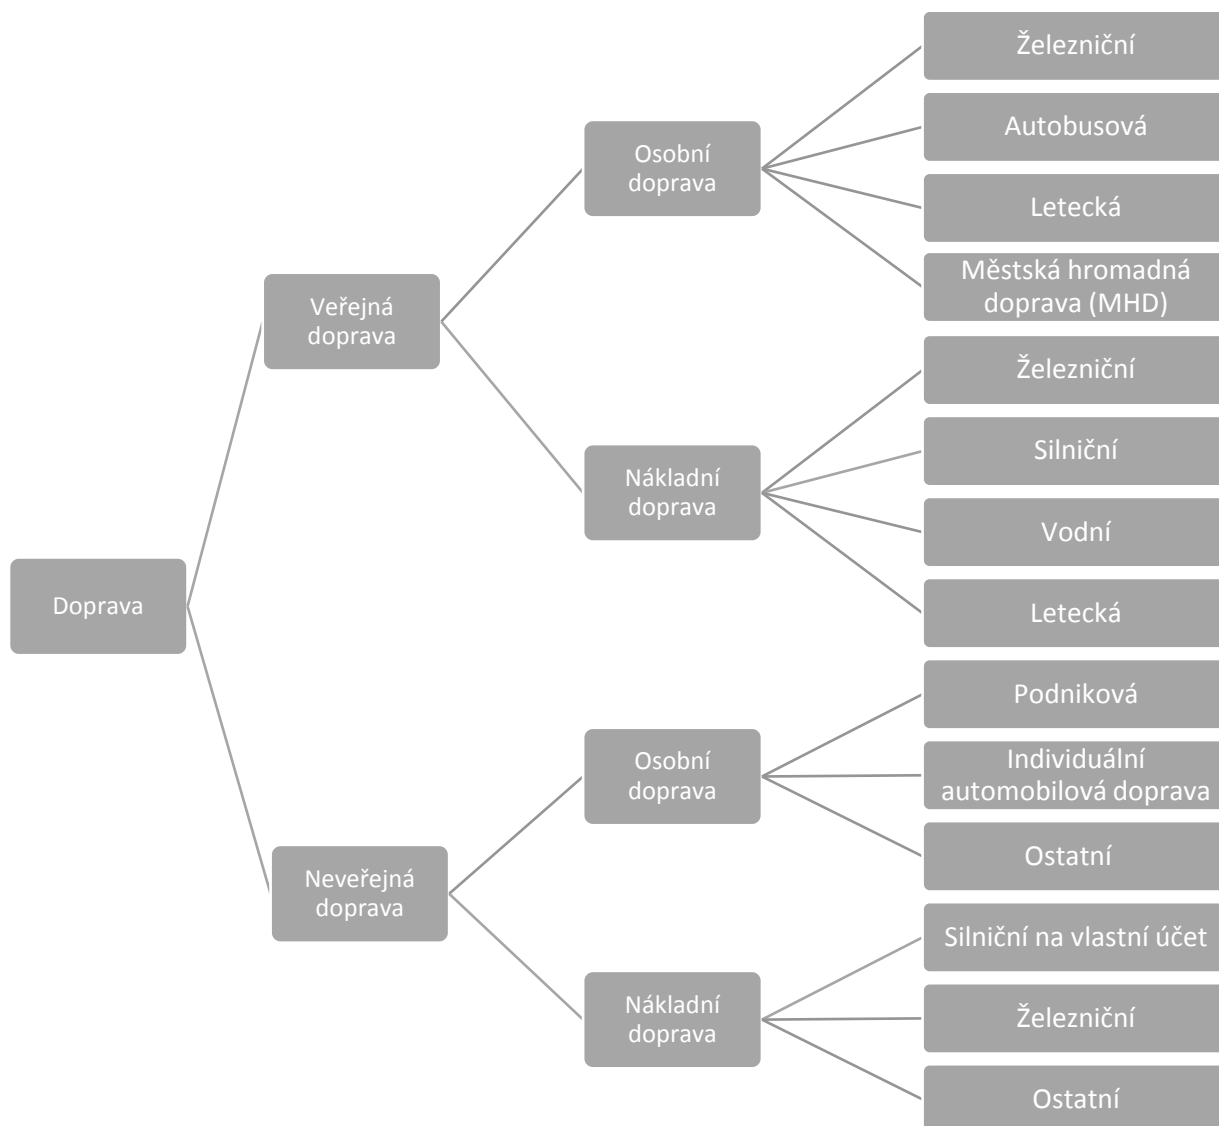 Doprava
Veřejná
doprava
Osobní
doprava
Železniční
Autobusová
Letecká
Městská hromadná
doprava (MHD)
Nákladní
doprava
Železniční
Silniční
Vodní
Letecká
Neveřejná
doprava
Osobní
doprava
Podniková
Individuální
automobilová doprava
Ostatní
Nákladní
doprava
Silniční na vlastní účet
Železniční
Ostatní